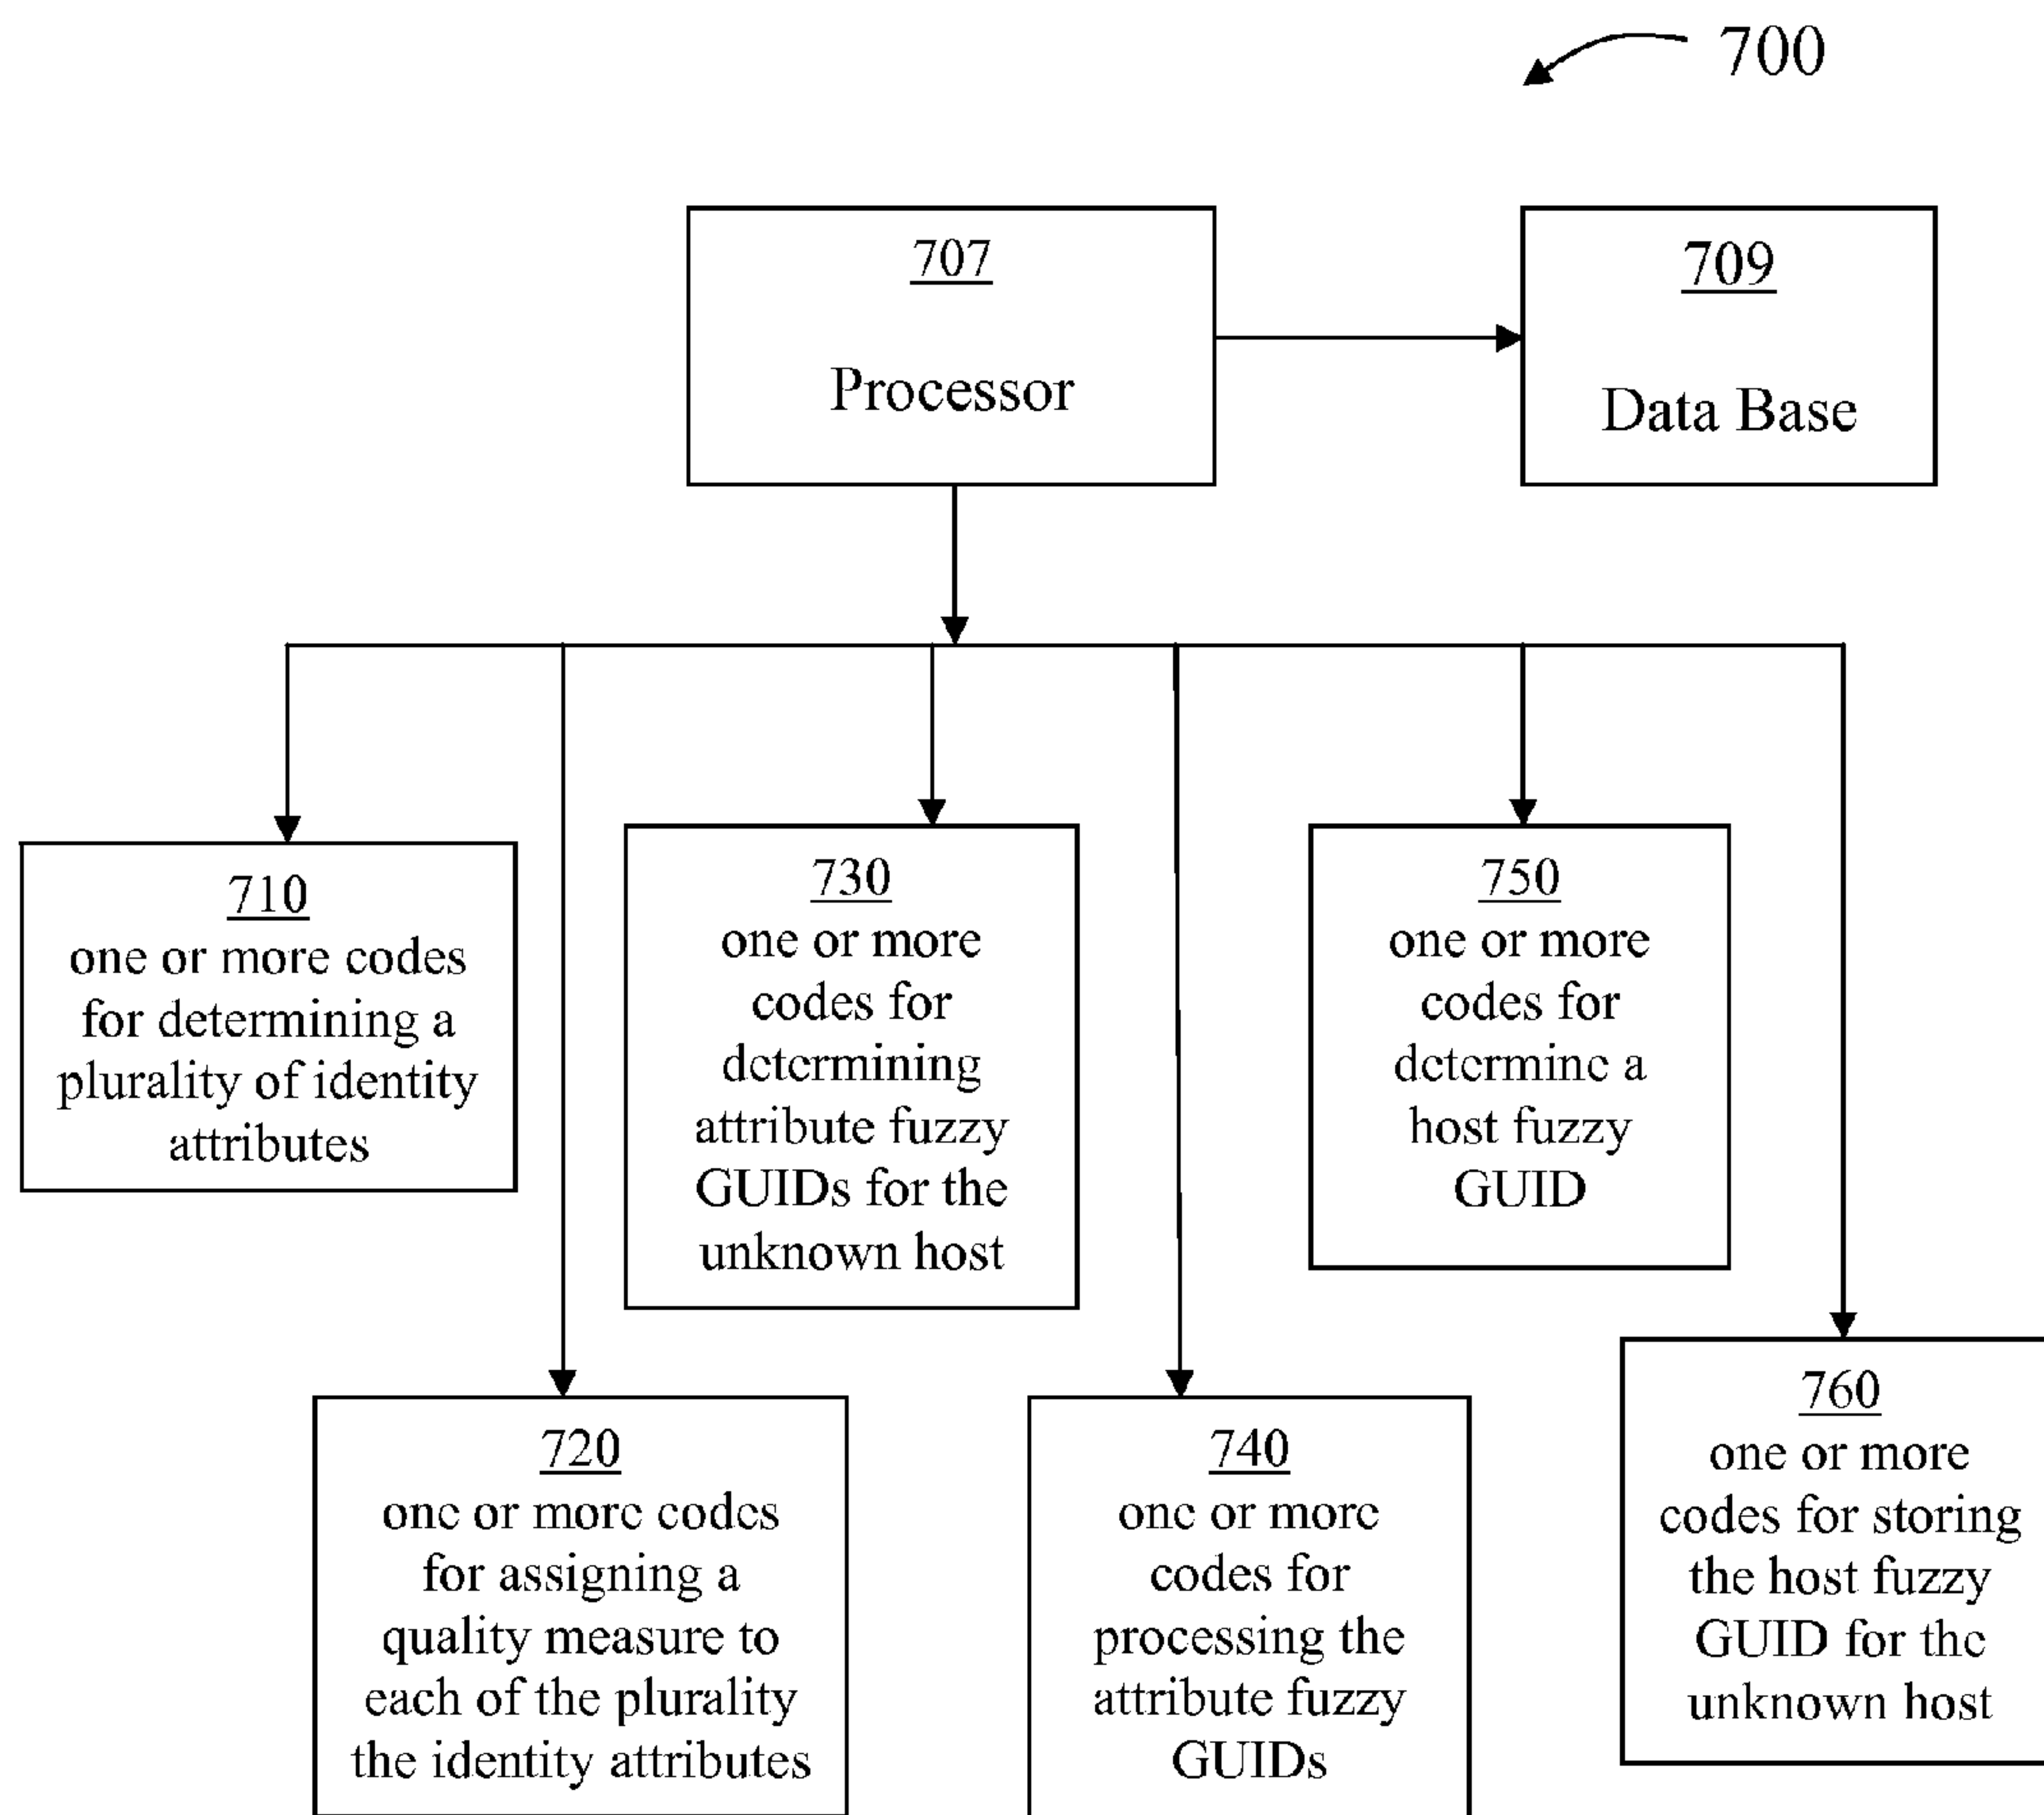 700
707
Processor
709
Data Base
710
one or more codes
for determining a
plurality of identity
attributes
730
one or more
codes for
determining
attribute fuzzy
GUIDs for the
unknown host
750
one or more
codes for
determine a
host fuzzy
GUID
720
one or more codes
for assigning a
quality measure to
each of the plurality
the identity attributes
740
one or more
codes for
processing the
attribute fuzzy
GUIDs
760
one or more
codes for storing
the host fuzzy
GUID for the
unknown host